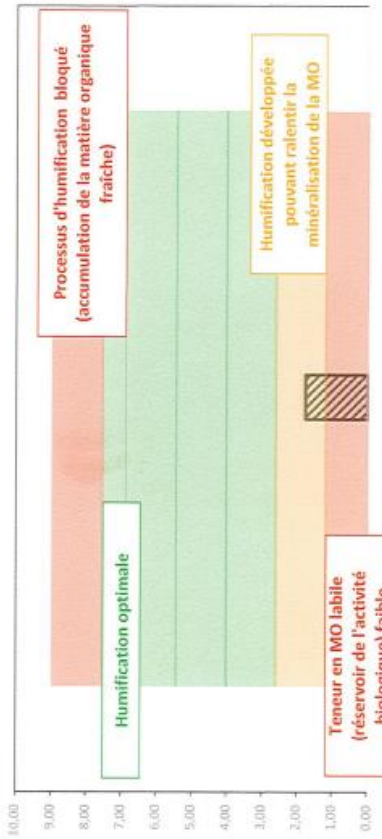 10,00
9,00
8,00
7,00
6,00
5,00
4,00
3,00
2,00
1,00
0,00
Processus d'humification bloqué
(accumulation de la matière organique
fraîche)
Humification optimale
Humification développée
pouvant ralentir la
minéralisation de la MO
Teneur en MO labile
(réservoir de l'activité
biologique) faible